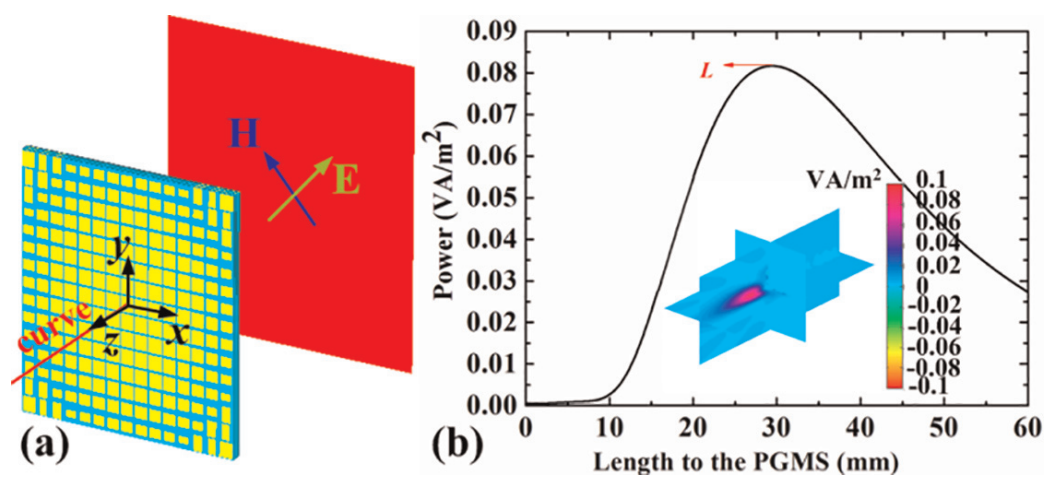 H
E
y
x
z
curve
(a)
(b)
Power (VA/m²)
0.09
0.08
0.07
0.06
0.05
0.04
0.03
0.02
0.01
0.00
L
VA/m²
0.1
0.08
0.06
0.04
0.02
0
-0.02
-0.04
-0.06
-0.08
-0.1
0 10 20 30 40 50 60
Length to the PGMS (mm)